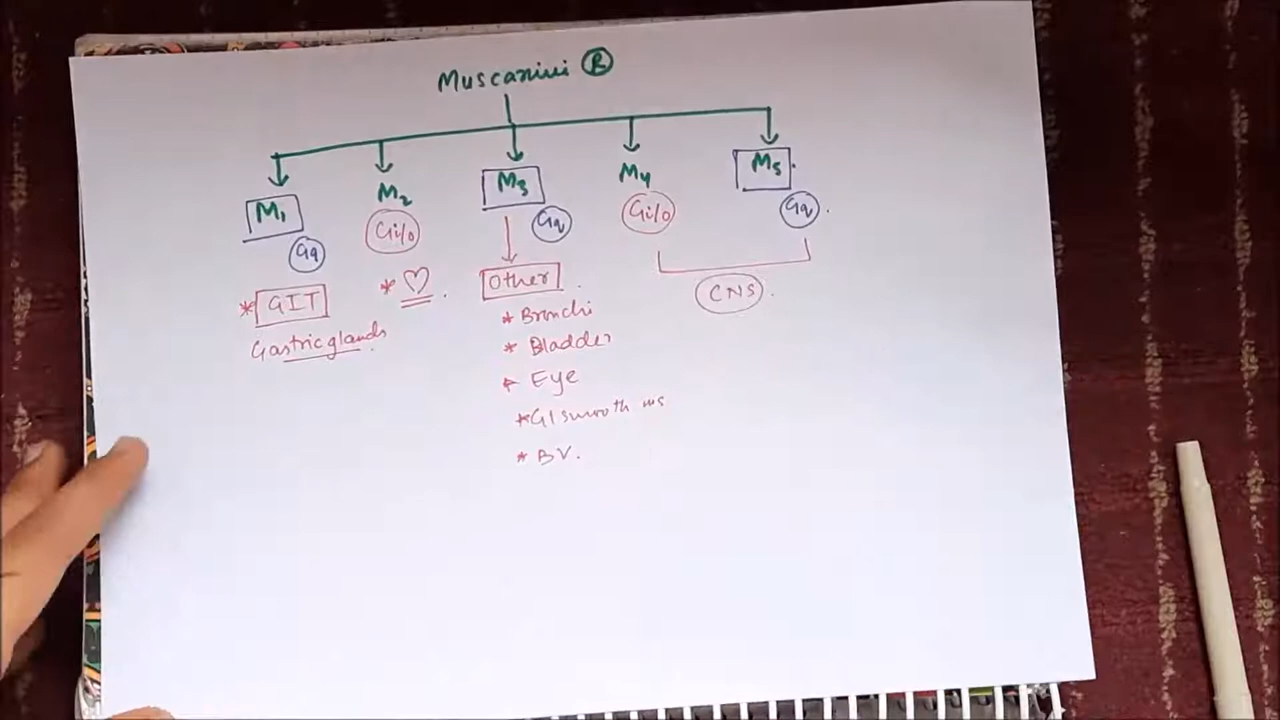 Muscarinic R
M1 M2 M3 M4 M5
Gq Gi/o Gq Gi/o Gq
* GIT
Gastric glands
* ♡.
Other
* Bronchi
* Bladder
* Eye
* GI smooth ms
* BV.
CNS